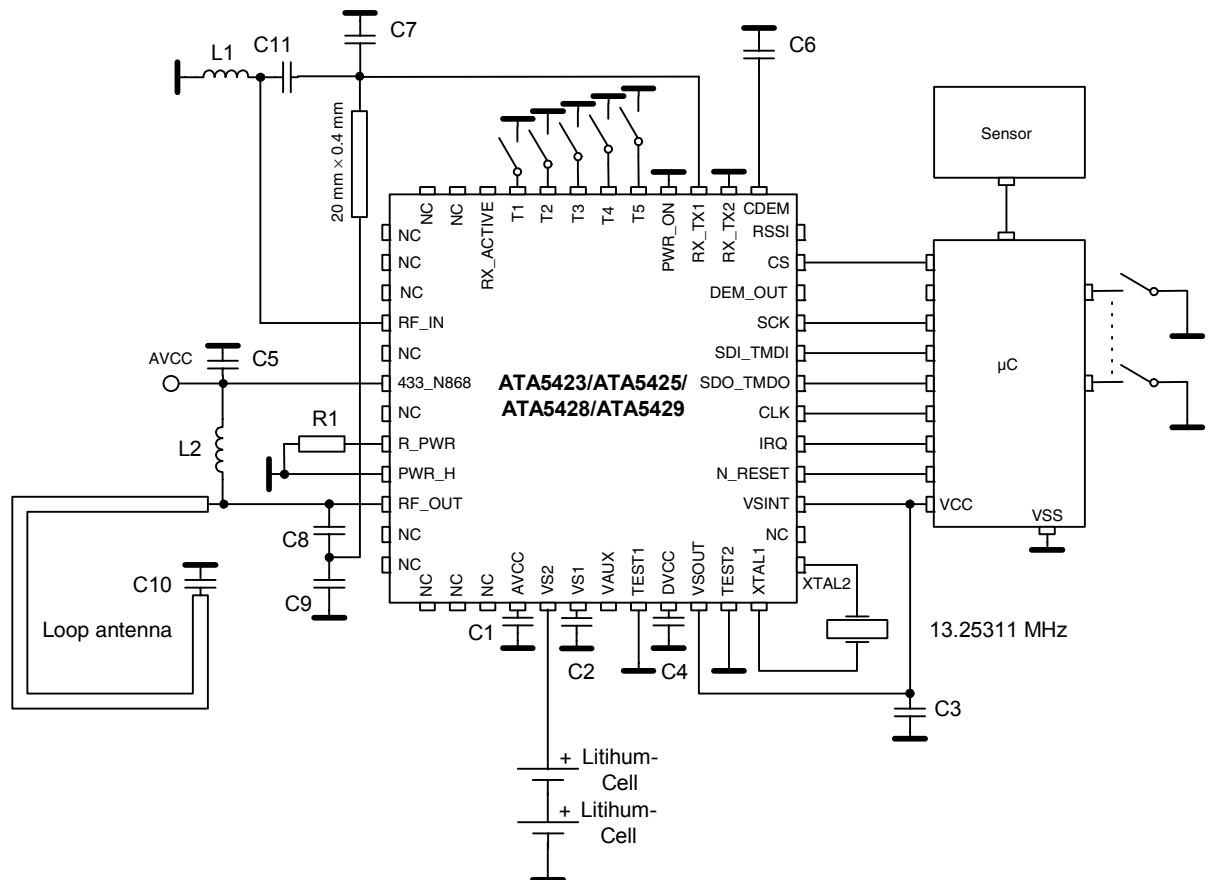 C7
C6
L1
C11
20 mm × 0.4 mm
Sensor
NC
NC
RX_ACTIVE
T1
T2
T3
T4
T5
PWR_ON
RX_TX1
RX_TX2
CDEM
NC
NC
NC
RF_IN
NC
433_N868
NC
R_PWR
PWR_H
RF_OUT
NC
NC
RSSI
CS
DEM_OUT
SCK
SDI_TMDI
SDO_TMDO
CLK
IRQ
N_RESET
VSINT
NC
XTAL2
ATA5423/ATA5425/
ATA5428/ATA5429
µC
VCC
VSS
AVCC
C5
L2
R1
C8
C9
C10
Loop antenna
NC
NC
NC
AVCC
VS2
VS1
VAUX
TEST1
DVCC
VSOUT
TEST2
XTAL1
C1
C2
C4
13.25311 MHz
C3
+ Litihum-
Cell
+ Litihum-
Cell